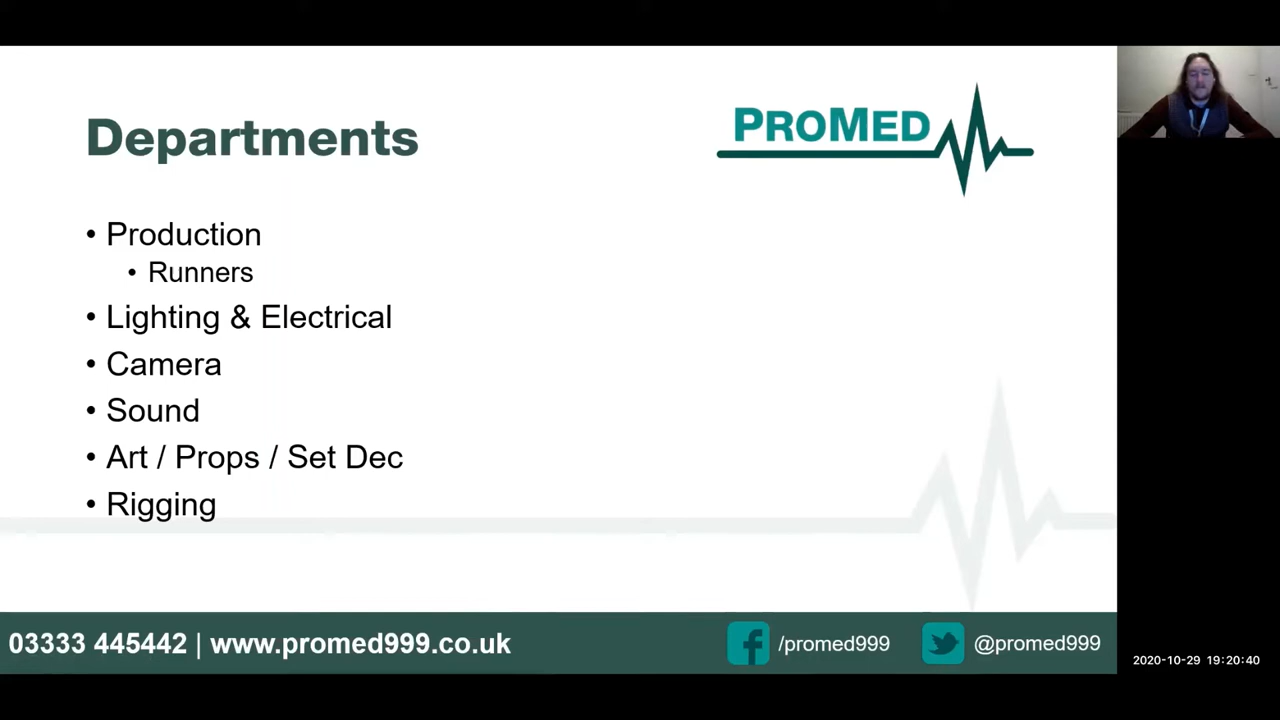 Departments
PROMED
• Production
• Runners
• Lighting & Electrical
• Camera
• Sound
• Art / Props / Set Dec
• Rigging
03333 445442 | www.promed999.co.uk
/promed999
@promed999
2020-10-29 19:20:40